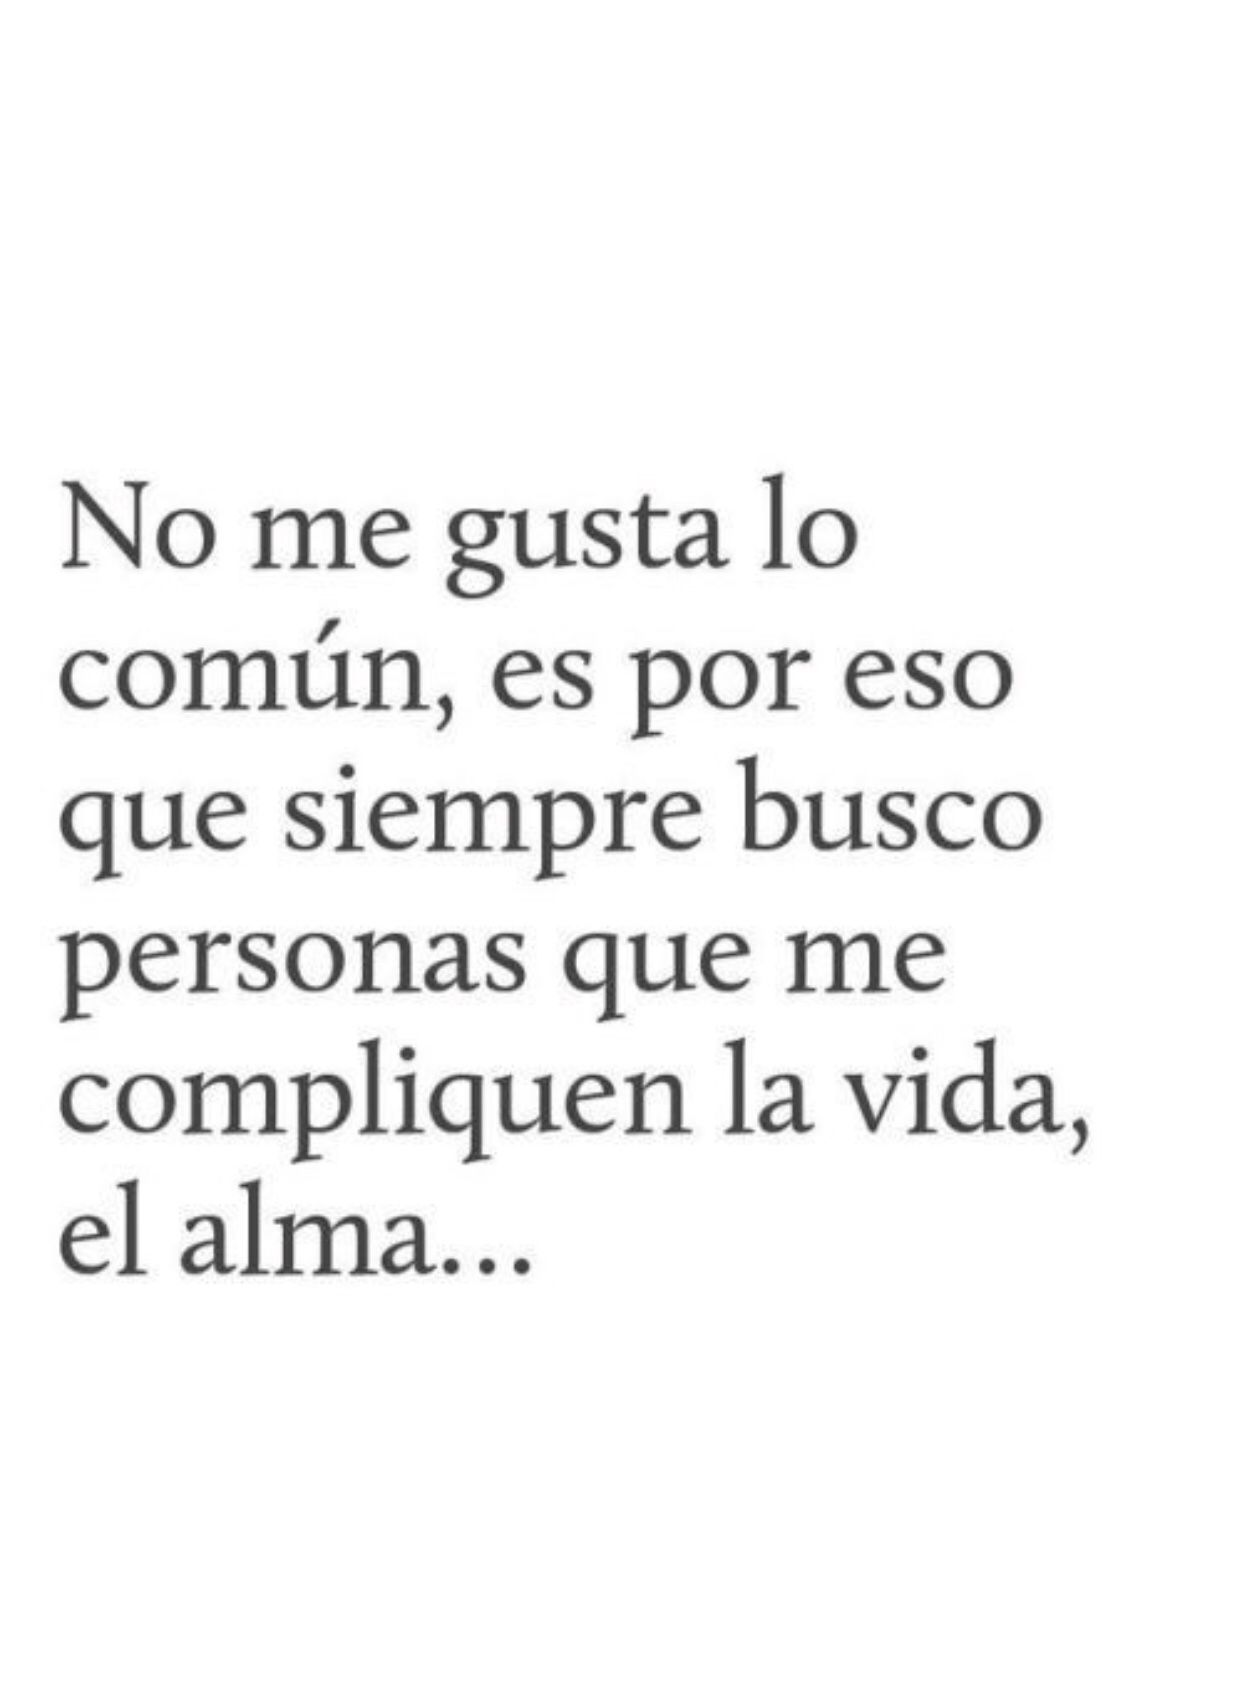 No me gusta lo
común, es por eso
que siempre busco
personas que me
compliquen la vida,
el alma...